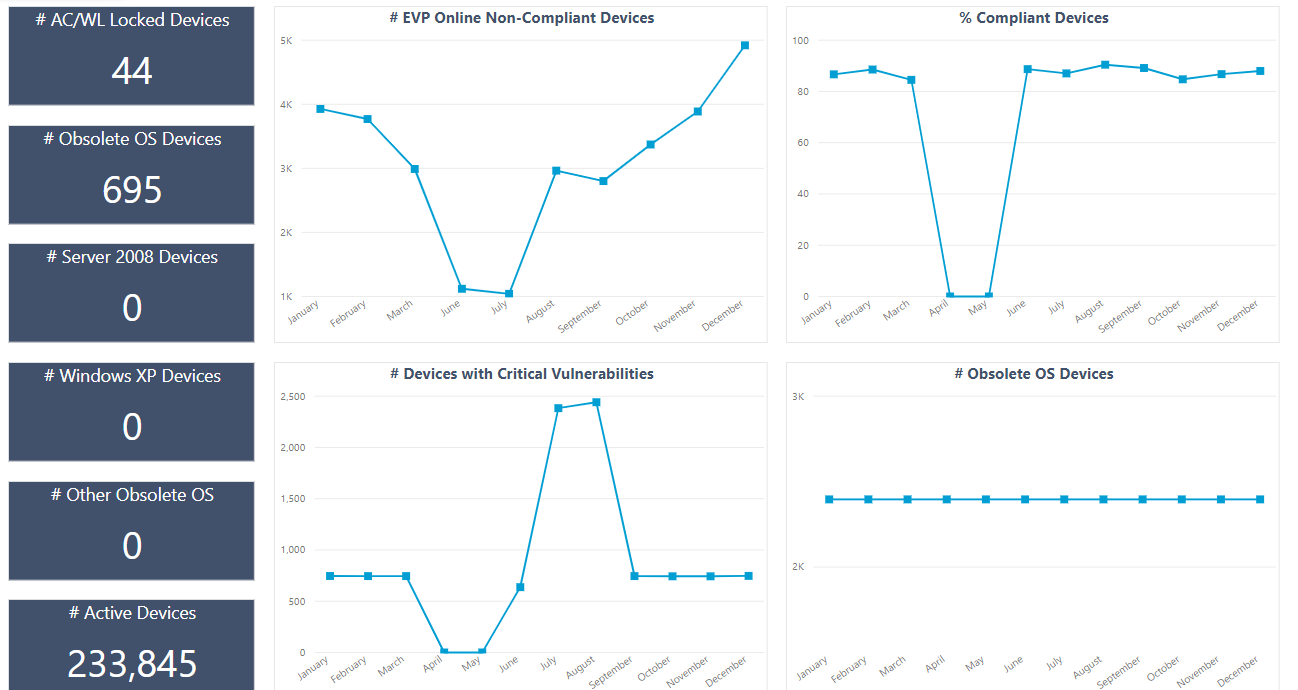 # AC/WL Locked Devices
44
# Obsolete OS Devices
695
# Server 2008 Devices
0
# Windows XP Devices
0
# Other Obsolete OS
0
# Active Devices
233,845
# EVP Online Non-Compliant Devices
5K
4K
3K
2K
1K
January
February
March
June
July
August
September
October
November
December
% Compliant Devices
100
80
60
40
20
0
January
February
March
April
May
June
July
August
September
October
November
December
# Devices with Critical Vulnerabilities
2,500
2,000
1,500
1,000
500
0
January
February
March
April
May
June
July
August
September
October
November
December
# Obsolete OS Devices
3K
2K
January
February
March
April
May
June
July
August
September
October
November
December